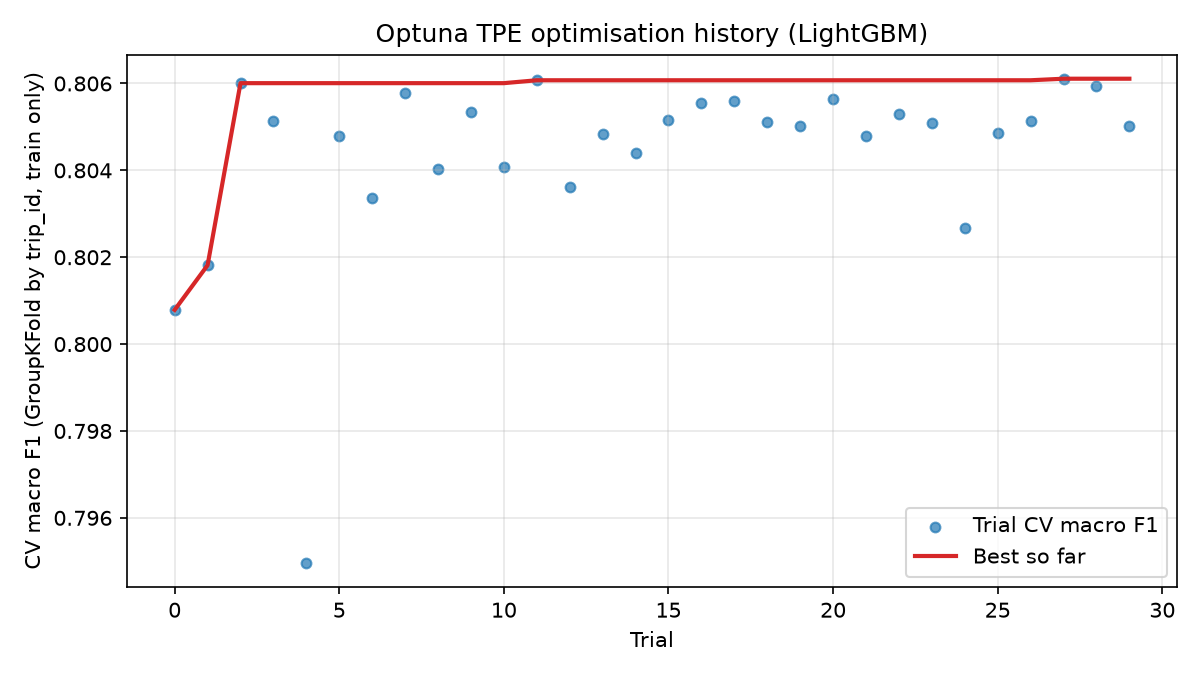 Optuna TPE optimisation history (LightGBM)
CV macro F1 (GroupKFold by trip_id, train only)
0.806
0.804
0.802
0.800
0.798
0.796
Trial CV macro F1
Best so far
0 5 10 15 20 25 30
Trial